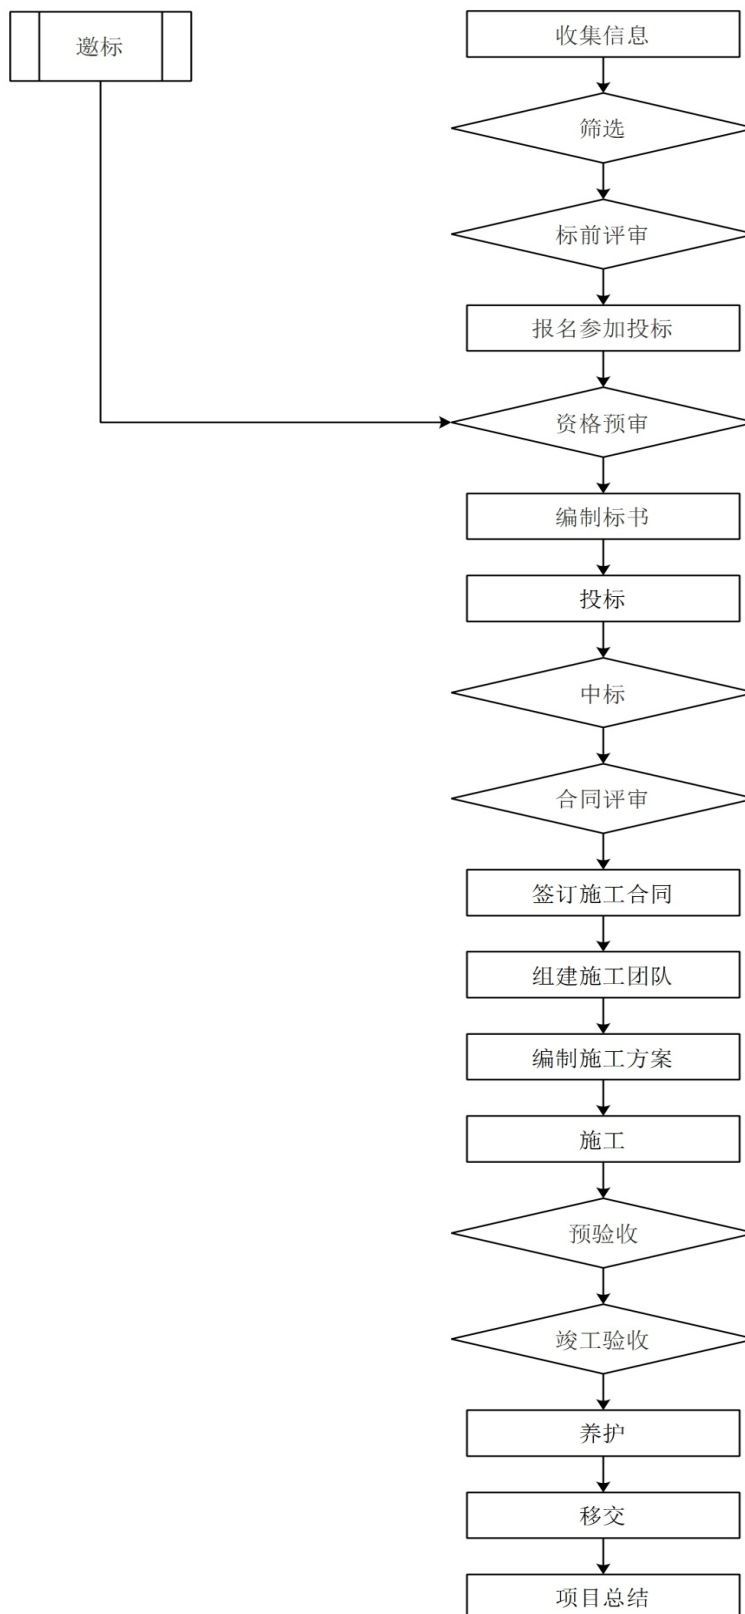 邀标
收集信息
筛选
标前评审
报名参加投标
资格预审
编制标书
投标
中标
合同评审
签订施工合同
组建施工团队
编制施工方案
施工
预验收
竣工验收
养护
移交
项目总结